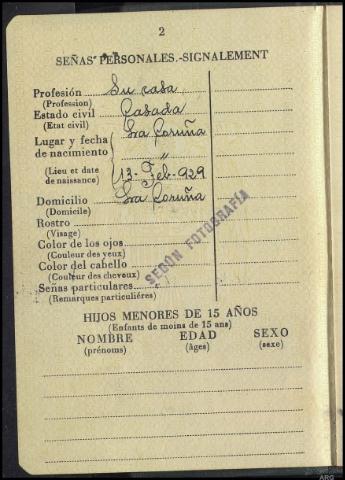 2
SEÑAS PERSONALES.-SIGNALEMENT
Profesión Su casa
(Profession)
Estado civil Casada
(Etat civil)
Lugar y fecha La Coruña
de nacimiento "
(Lieu et date
de naissance) 13-Feb-929
Domicilio La Coruña
(Domicile)
Rostro
(Visage)
Color de los ojos
(Couleur des yeux)
Color del cabello
(Couleur des cheveux)
Señas particulares
(Remarques particulières)
SEGÚN FOTOGRAFÍA
HIJOS MENORES DE 15 AÑOS
(Enfants de moins de 15 ans)
NOMBRE EDAD SEXO
(prénoms) (âges) (sexe)
ARG